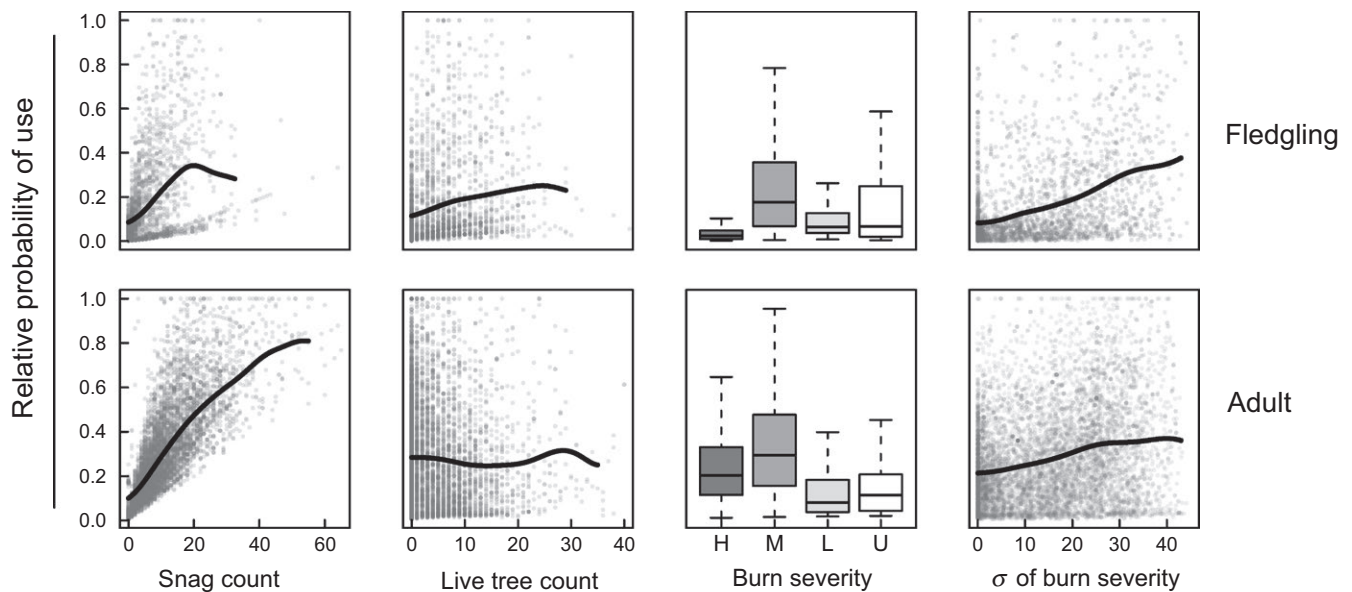 Relative probability of use
1.0
0.8
0.6
0.4
0.2
0.0
Fledgling
1.0
0.8
0.6
0.4
0.2
0.0
Adult
0 20 40 60
0 10 20 30 40
H M L U
0 10 20 30 40
Snag count
Live tree count
Burn severity
σ of burn severity